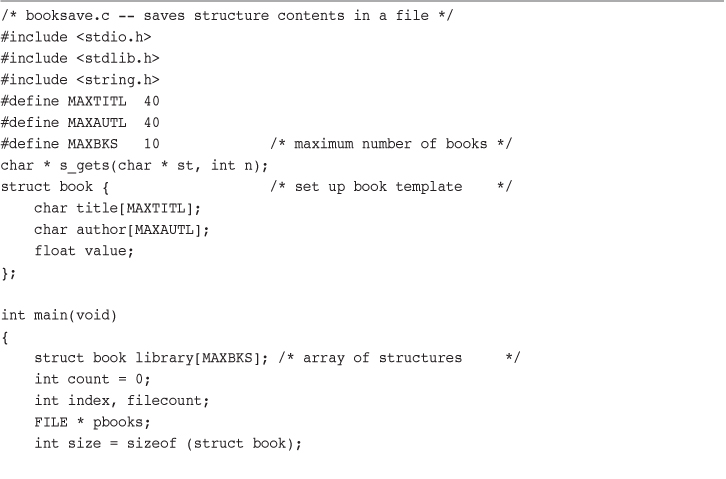 /* booksave.c -- saves structure contents in a file */
#include <stdio.h>
#include <stdlib.h>
#include <string.h>
#define MAXTITL  40
#define MAXAUTL  40
#define MAXBKS   10             /* maximum number of books */
char * s_gets(char * st, int n);
struct book {                   /* set up book template    */
    char title[MAXTITL];
    char author[MAXAUTL];
    float value;
};

int main(void)
{
    struct book library[MAXBKS]; /* array of structures     */
    int count = 0;
    int index, filecount;
    FILE * pbooks;
    int size = sizeof (struct book);